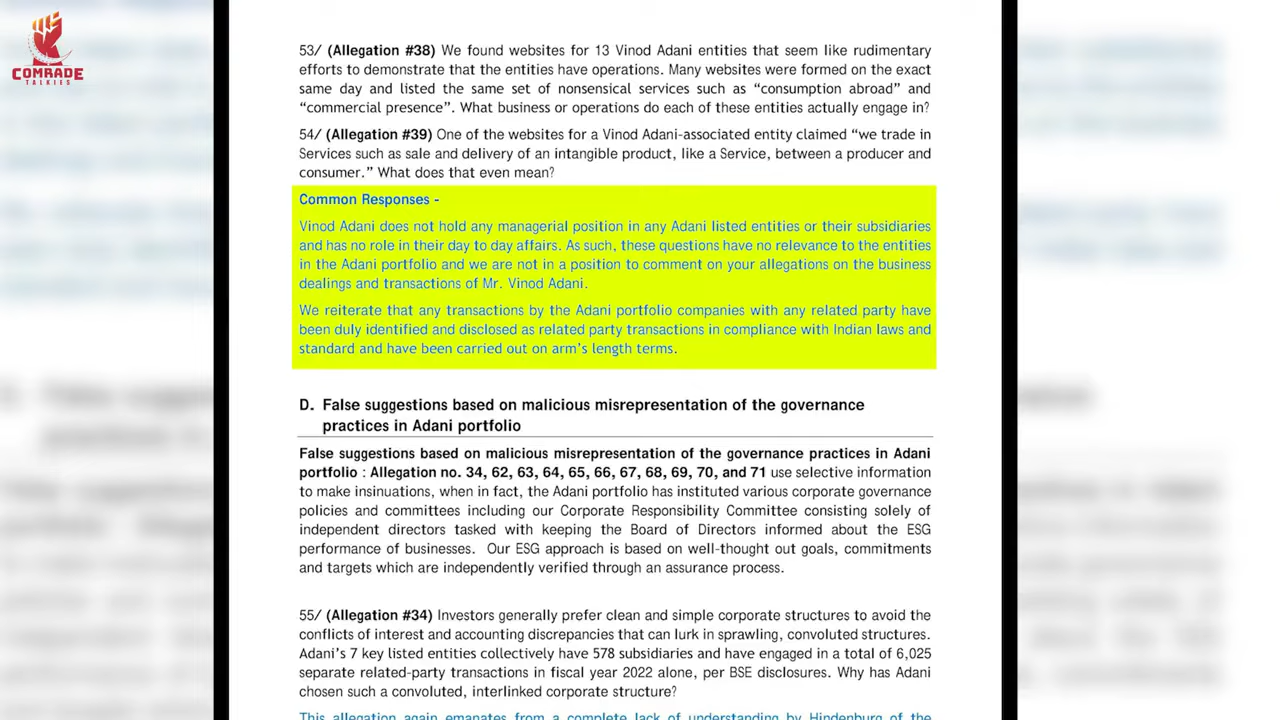 COMRADE
TALKIES
53/ (Allegation #38) We found websites for 13 Vinod Adani entities that seem like rudimentary
efforts to demonstrate that the entities have operations. Many websites were formed on the exact
same day and listed the same set of nonsensical services such as “consumption abroad” and
“commercial presence”. What business or operations do each of these entities actually engage in?
54/ (Allegation #39) One of the websites for a Vinod Adani-associated entity claimed “we trade in
Services such as sale and delivery of an intangible product, like a Service, between a producer and
consumer.” What does that even mean?
Common Responses -
Vinod Adani does not hold any managerial position in any Adani listed entities or their subsidiaries
and has no role in their day to day affairs. As such, these questions have no relevance to the entities
in the Adani portfolio and we are not in a position to comment on your allegations on the business
dealings and transactions of Mr. Vinod Adani.
We reiterate that any transactions by the Adani portfolio companies with any related party have
been duly identified and disclosed as related party transactions in compliance with Indian laws and
standard and have been carried out on arm’s length terms.
D. False suggestions based on malicious misrepresentation of the governance
practices in Adani portfolio
False suggestions based on malicious misrepresentation of the governance practices in Adani
portfolio : Allegation no. 34, 62, 63, 64, 65, 66, 67, 68, 69, 70, and 71 use selective information
to make insinuations, when in fact, the Adani portfolio has instituted various corporate governance
policies and committees including our Corporate Responsibility Committee consisting solely of
independent directors tasked with keeping the Board of Directors informed about the ESG
performance of businesses. Our ESG approach is based on well-thought out goals, commitments
and targets which are independently verified through an assurance process.
55/ (Allegation #34) Investors generally prefer clean and simple corporate structures to avoid the
conflicts of interest and accounting discrepancies that can lurk in sprawling, convoluted structures.
Adani’s 7 key listed entities collectively have 578 subsidiaries and have engaged in a total of 6,025
separate related-party transactions in fiscal year 2022 alone, per BSE disclosures. Why has Adani
chosen such a convoluted, interlinked corporate structure?
This allegation again emanates from a complete lack of understanding by Hindenburg of the